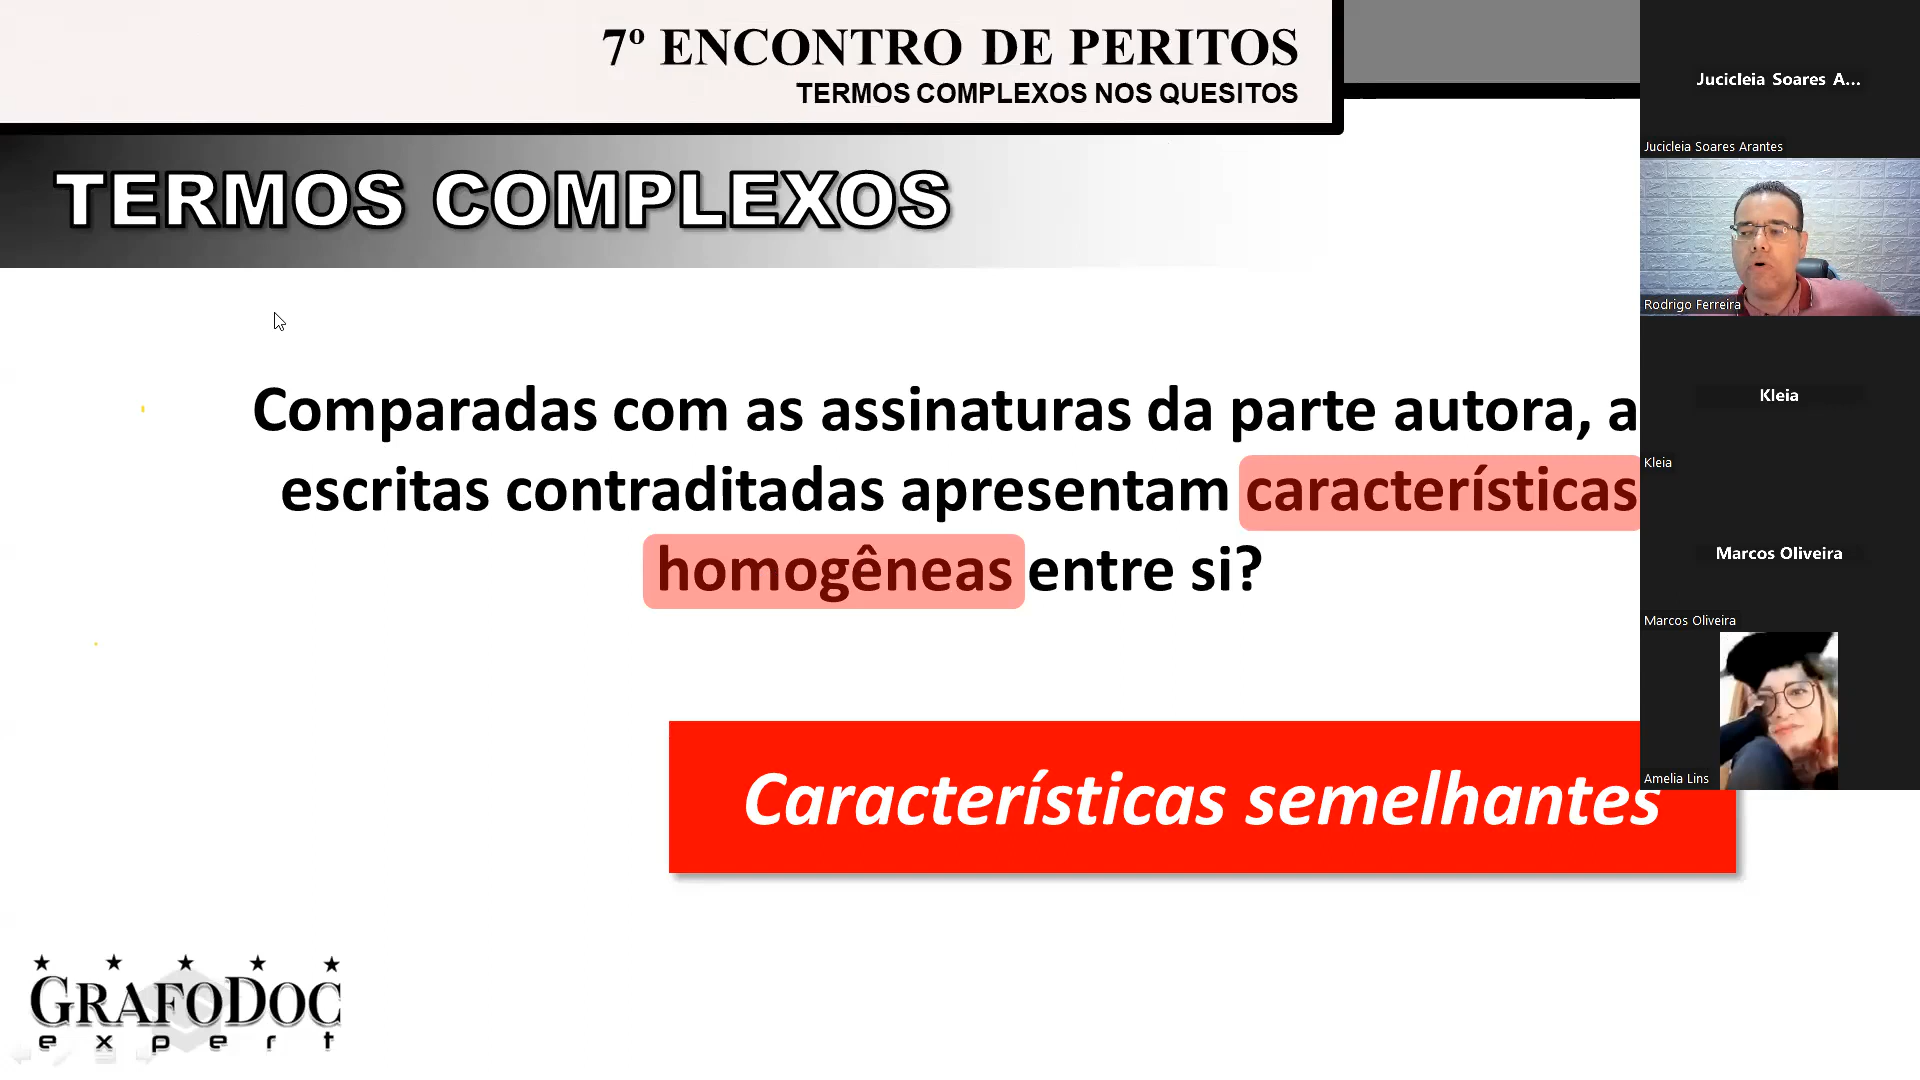 7º ENCONTRO DE PERITOS
TERMOS COMPLEXOS NOS QUESITOS
TERMOS COMPLEXOS
Comparadas com as assinaturas da parte autora, a
escritas contraditadas apresentam características
homogêneas entre si?
Características semelhantes
GRAFODOC
expert
Jucicleia Soares A...
Jucicleia Soares Arantes
Rodrigo Ferreira
Kleia
Kleia
Marcos Oliveira
Marcos Oliveira
Amelia Lins